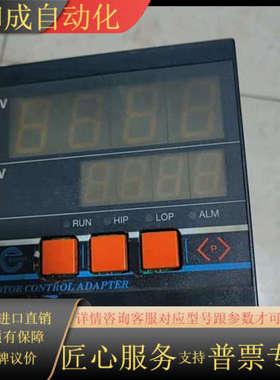 成自动化
V
V
RUN HIP LOP ALM
P
OTOR CONTROL ADAPTER
进口直销
有保障
牌议价
详情咨询客服对应型号跟参数才可
匠心服务 支持 普票专